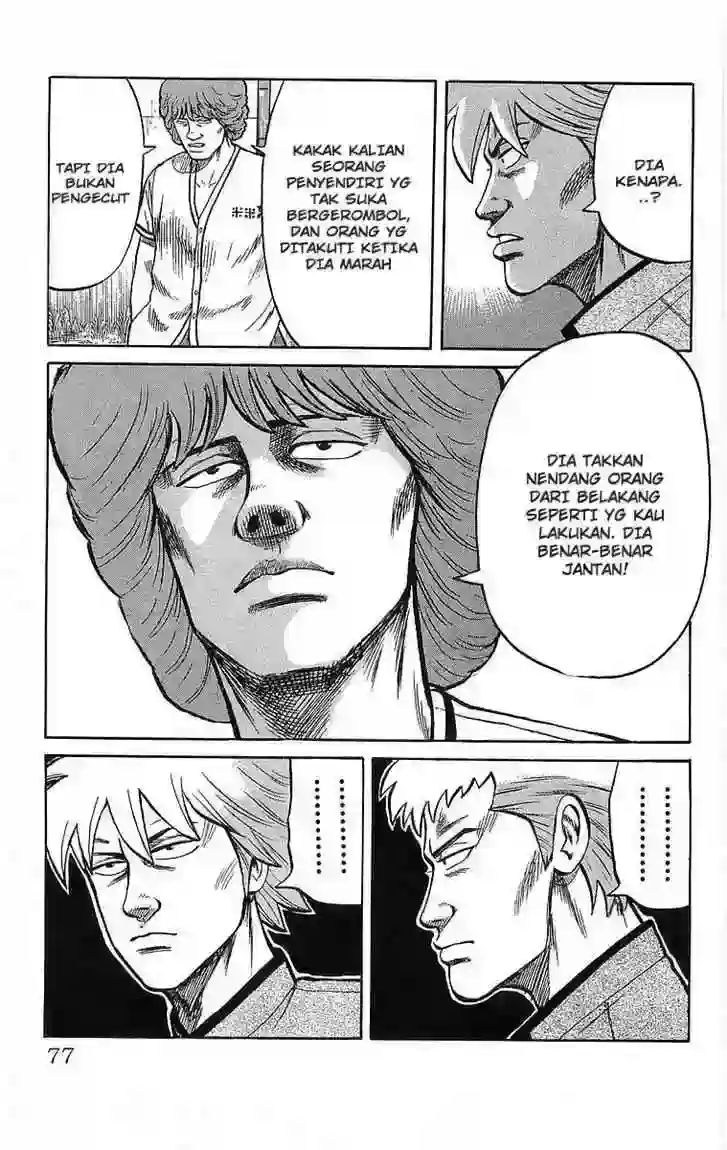 DIA
KENAPA.
..?
KAKAK KALIAN
SEORANG
PENYENDIRI YG
TAK SUKA
BERGEROMBOL,
DAN ORANG YG
DITAKUTI KETIKA
DIA MARAH
TAPI DIA
BUKAN
PENGECUT
DIA TAKKAN
NENDANG ORANG
DARI BELAKANG
SEPERTI YG KAU
LAKUKAN. DIA
BENAR-BENAR
JANTAN!
........
........
77